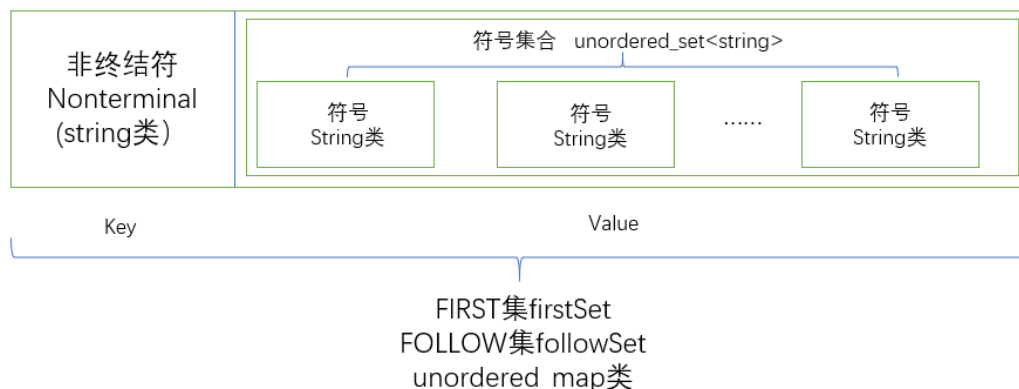 非终结符
Nonterminal
(string类）
符号集合 unordered_set<string>
符号
String类
符号
String类
……
符号
String类
Key
Value
FIRST集firstSet
FOLLOW集followSet
unordered_map类